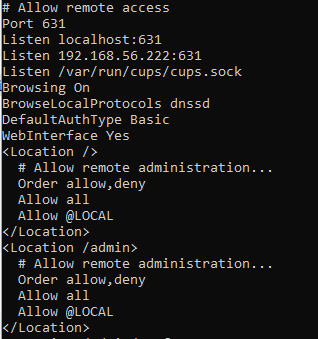 # Allow remote access
Port 631
Listen localhost:631
Listen 192.168.56.222:631
Listen /var/run/cups/cups.sock
Browsing On
BrowseLocalProtocols dnssd
DefaultAuthType Basic
WebInterface Yes
<Location />
  # Allow remote administration...
  Order allow,deny
  Allow all
  Allow @LOCAL
</Location>
<Location /admin>
  # Allow remote administration...
  Order allow,deny
  Allow all
  Allow @LOCAL
</Location>